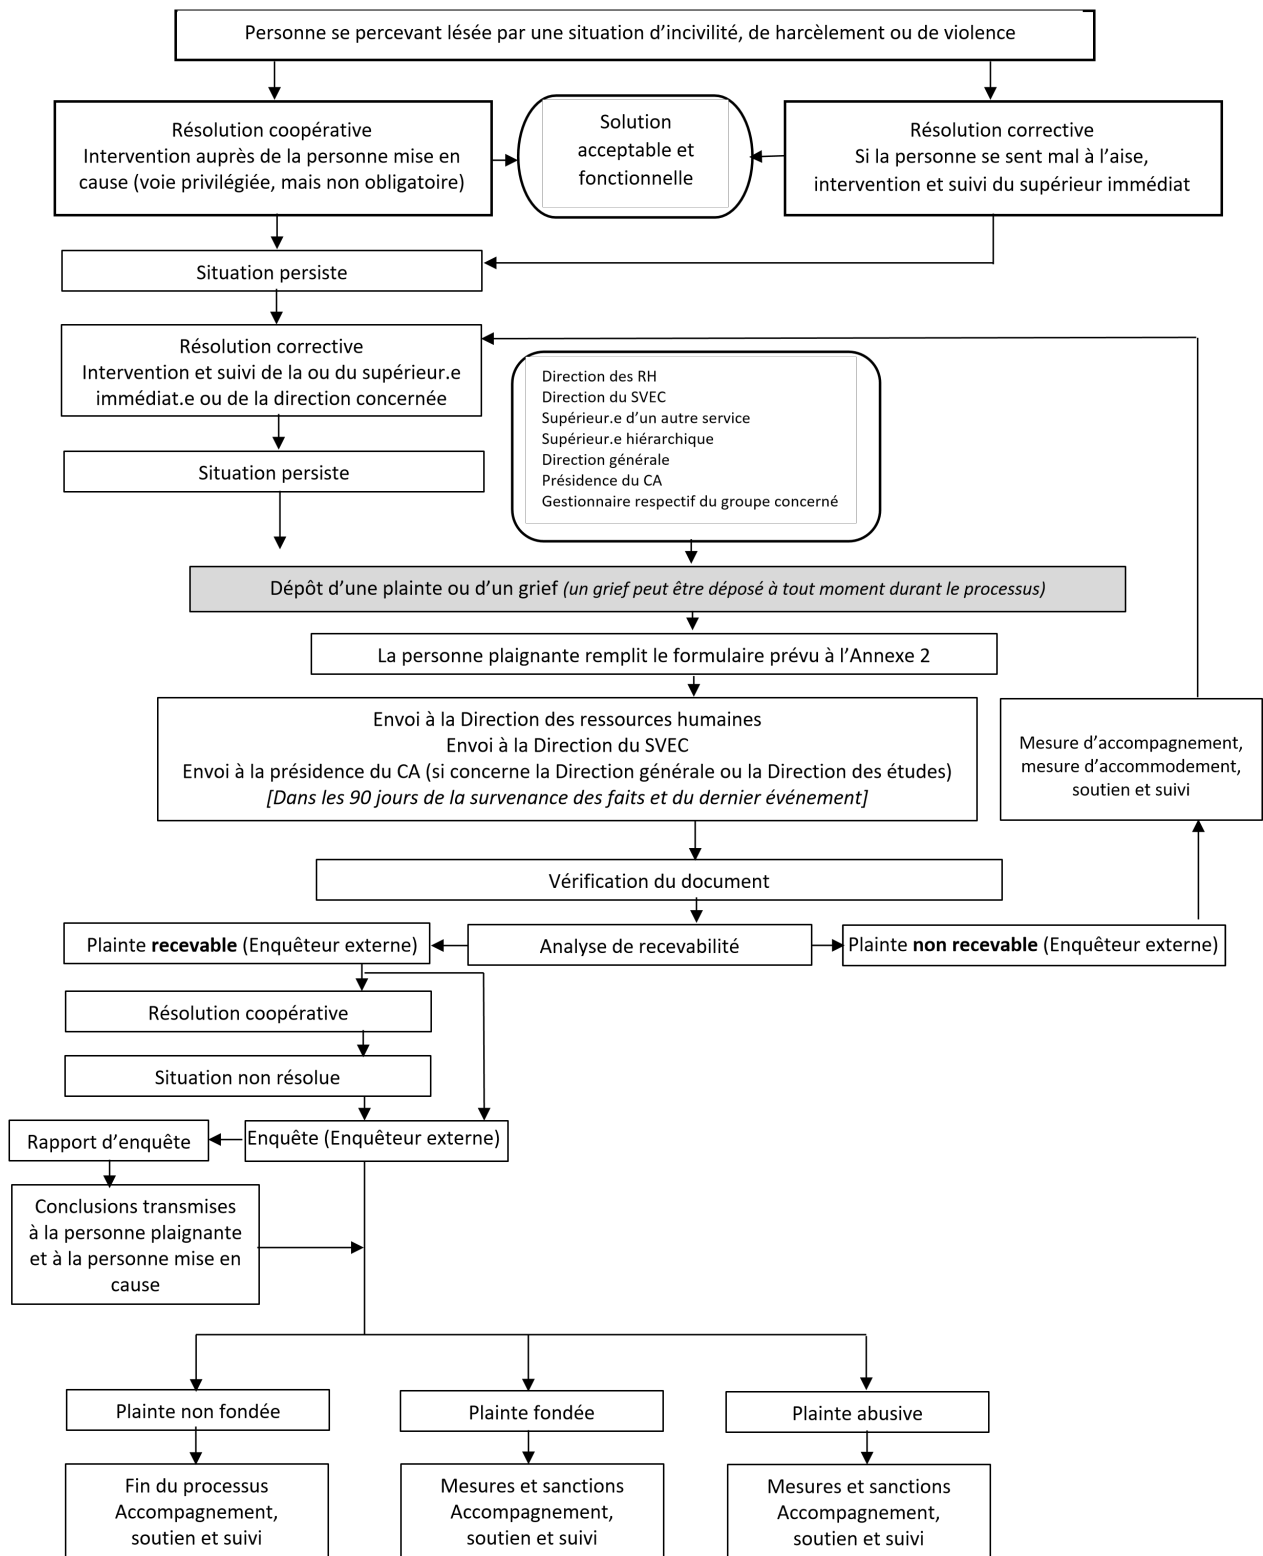 Personne se percevant lésée par une situation d’incivilité, de harcèlement ou de violence
Résolution coopérative
Intervention auprès de la personne mise en
cause (voie privilégiée, mais non obligatoire)
Solution
acceptable et
fonctionnelle
Résolution corrective
Si la personne se sent mal à l’aise,
intervention et suivi du supérieur immédiat
Situation persiste
Résolution corrective
Intervention et suivi de la ou du supérieur.e
immédiat.e ou de la direction concernée
Situation persiste
Direction des RH
Direction du SVEC
Supérieur.e d’un autre service
Supérieur.e hiérarchique
Direction générale
Présidence du CA
Gestionnaire respectif du groupe concerné
Dépôt d’une plainte ou d’un grief (un grief peut être déposé à tout moment durant le processus)
La personne plaignante remplit le formulaire prévu à l’Annexe 2
Envoi à la Direction des ressources humaines
Envoi à la Direction du SVEC
Envoi à la présidence du CA (si concerne la Direction générale ou la Direction des études)
[Dans les 90 jours de la survenance des faits et du dernier événement]
Mesure d’accompagnement,
mesure d’accommodement,
soutien et suivi
Vérification du document
Plainte recevable (Enquêteur externe)
Analyse de recevabilité
Plainte non recevable (Enquêteur externe)
Résolution coopérative
Situation non résolue
Rapport d’enquête
Enquête (Enquêteur externe)
Conclusions transmises
à la personne plaignante
et à la personne mise en
cause
Plainte non fondée
Plainte fondée
Plainte abusive
Fin du processus
Accompagnement,
soutien et suivi
Mesures et sanctions
Accompagnement,
soutien et suivi
Mesures et sanctions
Accompagnement,
soutien et suivi